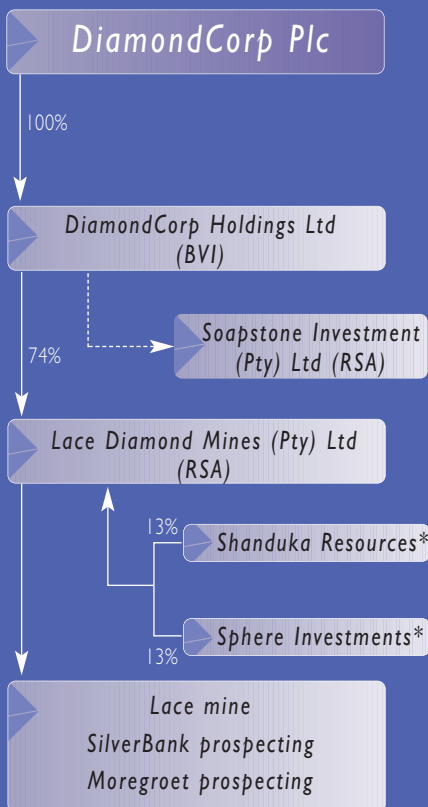 DiamondCorp Plc
100%
DiamondCorp Holdings Ltd
(BVI)
Soapstone Investment
(Pty) Ltd (RSA)
74%
Lace Diamond Mines (Pty) Ltd
(RSA)
13%
Shanduka Resources*
Sphere Investments*
13%
Lace mine
SilverBank prospecting
Moregroet prospecting